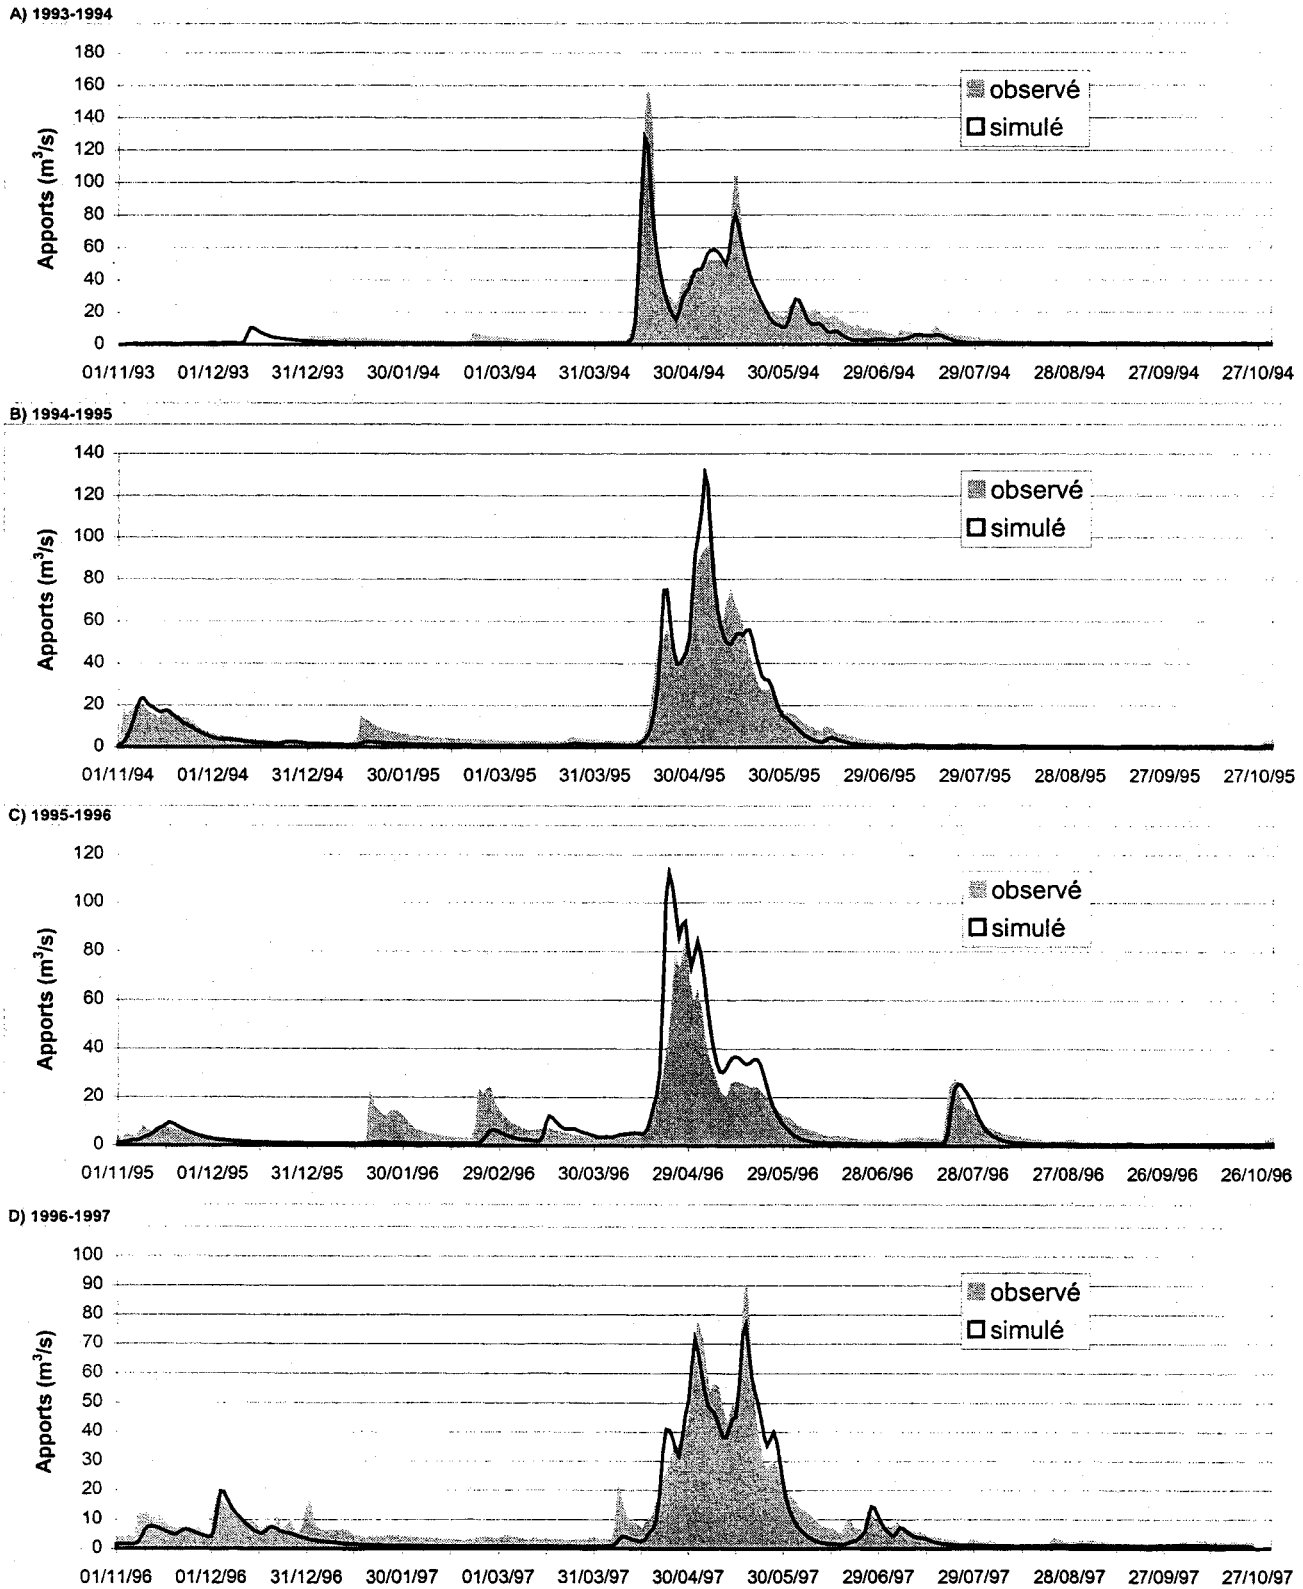 A) 1993-1994
180
160
140
120
100
80
60
40
20
0
Apports (m³/s)
observé
simulé
01/11/93 01/12/93 31/12/93 30/01/94 01/03/94 31/03/94 30/04/94 30/05/94 29/06/94 29/07/94 28/08/94 27/09/94 27/10/94
B) 1994-1995
140
120
100
80
60
40
20
0
Apports (m³/s)
observé
simulé
01/11/94 01/12/94 31/12/94 30/01/95 01/03/95 31/03/95 30/04/95 30/05/95 29/06/95 29/07/95 28/08/95 27/09/95 27/10/95
C) 1995-1996
120
100
80
60
40
20
0
Apports (m³/s)
observé
simulé
01/11/95 01/12/95 31/12/95 30/01/96 29/02/96 30/03/96 29/04/96 29/05/96 28/06/96 28/07/96 27/08/96 26/09/96 26/10/96
D) 1996-1997
100
90
80
70
60
50
40
30
20
10
0
Apports (m³/s)
observé
simulé
01/11/96 01/12/96 31/12/96 30/01/97 01/03/97 31/03/97 30/04/97 30/05/97 29/06/97 29/07/97 28/08/97 27/09/97 27/10/97